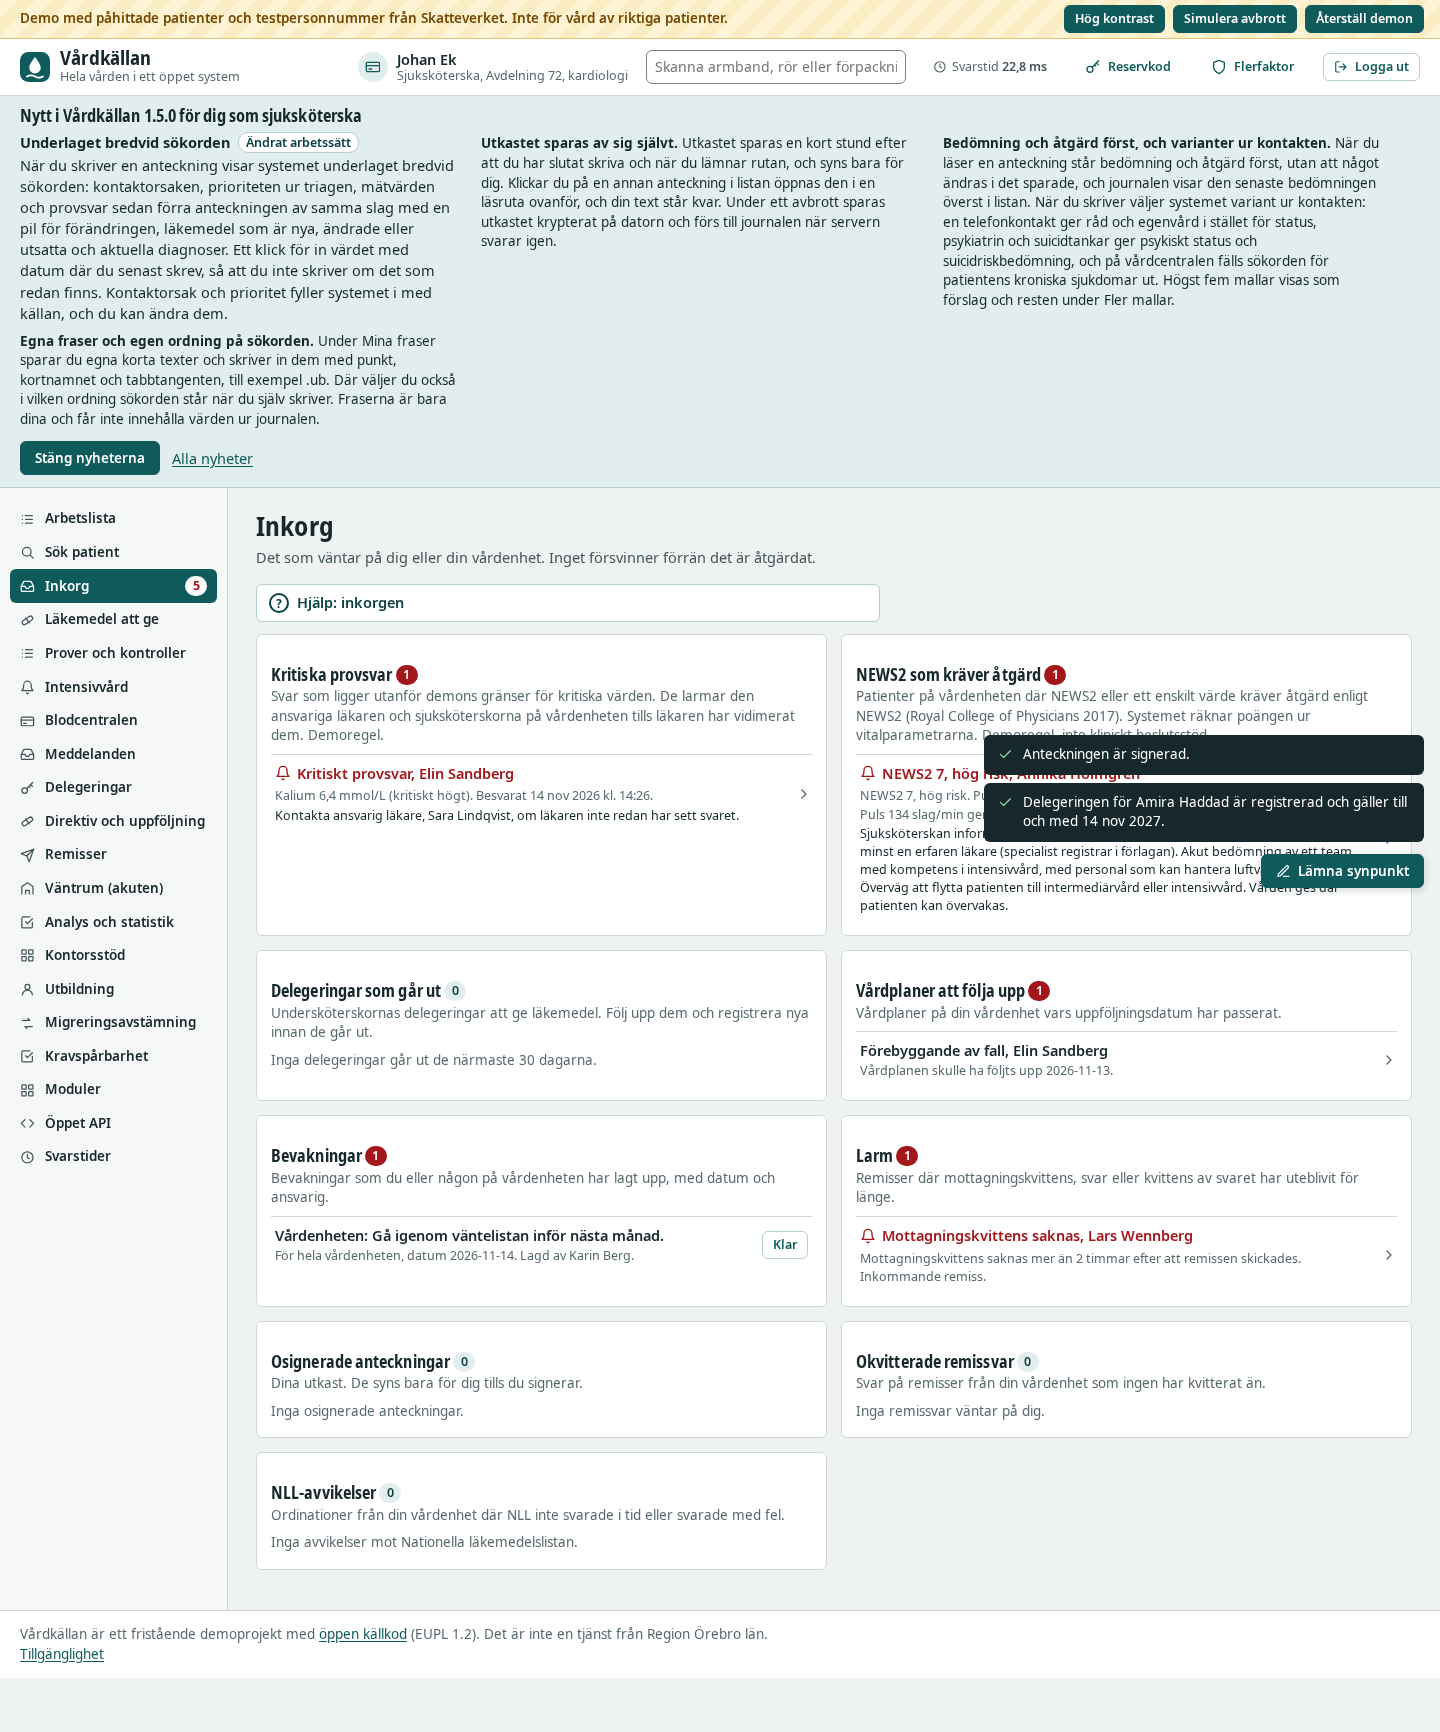 Demo med påhittade patienter och testpersonnummer från Skatteverket. Inte för vård av riktiga patienter.
Hög kontrast
Simulera avbrott
Återställ demon
Vårdkällan
Hela vården i ett öppet system
Johan Ek
Sjuksköterska, Avdelning 72, kardiologi
Skanna armband, rör eller förpackni
Svarstid 22,8 ms
Reservkod
Flerfaktor
Logga ut
Nytt i Vårdkällan 1.5.0 för dig som sjuksköterska
Underlaget bredvid sökorden Ändrat arbetssätt
När du skriver en anteckning visar systemet underlaget bredvid
sökorden: kontaktorsaken, prioriteten ur triagen, mätvärden
och provsvar sedan förra anteckningen av samma slag med en
pil för förändringen, läkemedel som är nya, ändrade eller
utsatta och aktuella diagnoser. Ett klick för in värdet med
datum där du senast skrev, så att du inte skriver om det som
redan finns. Kontaktorsak och prioritet fyller systemet i med
källan, och du kan ändra dem.
Egna fraser och egen ordning på sökorden. Under Mina fraser
sparar du egna korta texter och skriver in dem med punkt,
kortnamnet och tabbtangenten, till exempel .ub. Där väljer du också
i vilken ordning sökorden står när du själv skriver. Fraserna är bara
dina och får inte innehålla värden ur journalen.
Utkastet sparas av sig självt. Utkastet sparas en kort stund efter
att du har slutat skriva och när du lämnar rutan, och syns bara för
dig. Klickar du på en annan anteckning i listan öppnas den i en
läsruta ovanför, och din text står kvar. Under ett avbrott sparas
utkastet krypterat på datorn och förs till journalen när servern
svarar igen.
Bedömning och åtgärd först, och varianter ur kontakten. När du
läser en anteckning står bedömning och åtgärd först, utan att något
ändras i det sparade, och journalen visar den senaste bedömningen
överst i listan. När du skriver väljer systemet variant ur kontakten:
en telefonkontakt ger råd och egenvård i stället för status,
psykiatrin och suicidtankar ger psykiskt status och
suicidriskbedömning, och på vårdcentralen fälls sökorden för
patientens kroniska sjukdomar ut. Högst fem mallar visas som
förslag och resten under Fler mallar.
Stäng nyheterna
Alla nyheter
Arbetslista
Sök patient
Inkorg 5
Läkemedel att ge
Prover och kontroller
Intensivvård
Blodcentralen
Meddelanden
Delegeringar
Direktiv och uppföljning
Remisser
Väntrum (akuten)
Analys och statistik
Kontorsstöd
Utbildning
Migreringsavstämning
Kravspårbarhet
Moduler
Öppet API
Svarstider
Inkorg
Det som väntar på dig eller din vårdenhet. Inget försvinner förrän det är åtgärdat.
? Hjälp: inkorgen
Kritiska provsvar 1
Svar som ligger utanför demons gränser för kritiska värden. De larmar den
ansvariga läkaren och sjuksköterskorna på vårdenheten tills läkaren har vidimerat
dem. Demoregel.
Kritiskt provsvar, Elin Sandberg
Kalium 6,4 mmol/L (kritiskt högt). Besvarat 14 nov 2026 kl. 14:26.
Kontakta ansvarig läkare, Sara Lindqvist, om läkaren inte redan har sett svaret.
NEWS2 som kräver åtgärd 1
Patienter på vårdenheten där NEWS2 eller ett enskilt värde kräver åtgärd enligt
NEWS2 (Royal College of Physicians 2017). Systemet räknar poängen ur
vitalparametrarna. Demoregel, inte kliniskt beslutsstöd.
NEWS2 7, hög risk, Annika Holmgren
NEWS2 7, hög risk.
Puls 134 slag/min
Sjuksköterskan
minst en erfaren läkare (specialist registrar i förlagan). Akut bedömning av ett team
med kompetens i intensivvård, med personal som kan hantera
Överväg att flytta patienten till intermediärvård eller intensivvård. Vården ges där
patienten kan övervakas.
Anteckningen är signerad.
Delegeringen för Amira Haddad är registrerad och gäller till
och med 14 nov 2027.
Lämna synpunkt
Delegeringar som går ut 0
Undersköterskornas delegeringar att ge läkemedel. Följ upp dem och registrera nya
innan de går ut.
Inga delegeringar går ut de närmaste 30 dagarna.
Vårdplaner att följa upp 1
Vårdplaner på din vårdenhet vars uppföljningsdatum har passerat.
Förebyggande av fall, Elin Sandberg
Vårdplanen skulle ha följts upp 2026-11-13.
Bevakningar 1
Bevakningar som du eller någon på vårdenheten har lagt upp, med datum och
ansvarig.
Vårdenheten: Gå igenom väntelistan inför nästa månad.
För hela vårdenheten, datum 2026-11-14. Lagd av Karin Berg.
Klar
Larm 1
Remisser där mottagningskvittens, svar eller kvittens av svaret har uteblivit för
länge.
Mottagningskvittens saknas, Lars Wennberg
Mottagningskvittens saknas mer än 2 timmar efter att remissen skickades.
Inkommande remiss.
Osignerade anteckningar 0
Dina utkast. De syns bara för dig tills du signerar.
Inga osignerade anteckningar.
Okvitterade remissvar 0
Svar på remisser från din vårdenhet som ingen har kvitterat än.
Inga remissvar väntar på dig.
NLL-avvikelser 0
Ordinationer från din vårdenhet där NLL inte svarade i tid eller svarade med fel.
Inga avvikelser mot Nationella läkemedelslistan.
Vårdkällan är ett fristående demoprojekt med öppen källkod (EUPL 1.2). Det är inte en tjänst från Region Örebro län.
Tillgänglighet